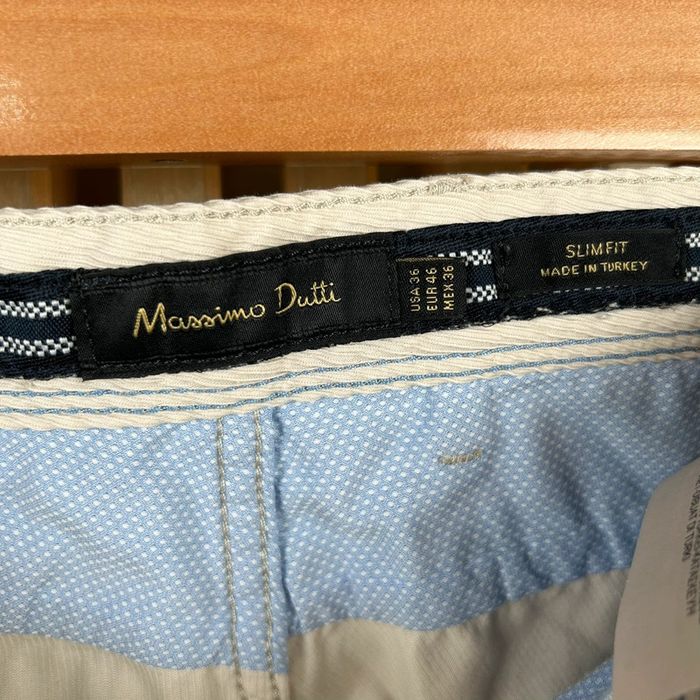 Massimo Dutti
USA 36
EUR 46
MEX 36
SLIM FIT
MADE IN TURKEY